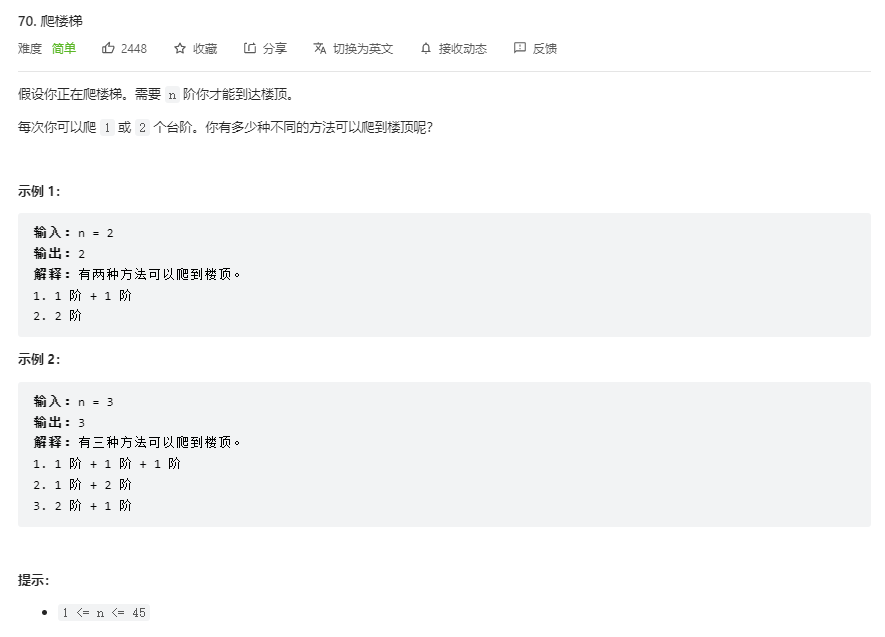 70. 爬楼梯
难度 简单 2448 收藏 分享 切换为英文 接收动态 反馈
假设你正在爬楼梯。需要 n 阶你才能到达楼顶。
每次你可以爬 1 或 2 个台阶。你有多少种不同的方法可以爬到楼顶呢？
示例 1：
输入：n = 2
输出：2
解释：有两种方法可以爬到楼顶。
1. 1 阶 + 1 阶
2. 2 阶
示例 2：
输入：n = 3
输出：3
解释：有三种方法可以爬到楼顶。
1. 1 阶 + 1 阶 + 1 阶
2. 1 阶 + 2 阶
3. 2 阶 + 1 阶
提示：
• 1 <= n <= 45